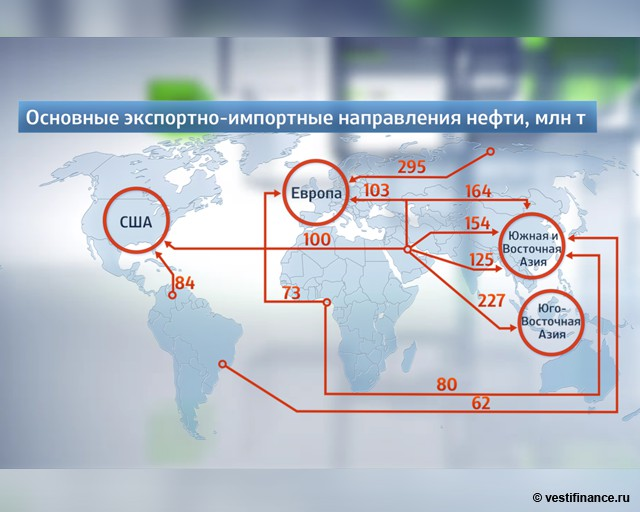 Основные экспортно-импортные направления нефти, млн т
295
Европа
103
164
США
154
Южная и
Восточная
Азия
100
125
84
73
227
Юго-
Восточная
Азия
80
62
© vestifinance.ru